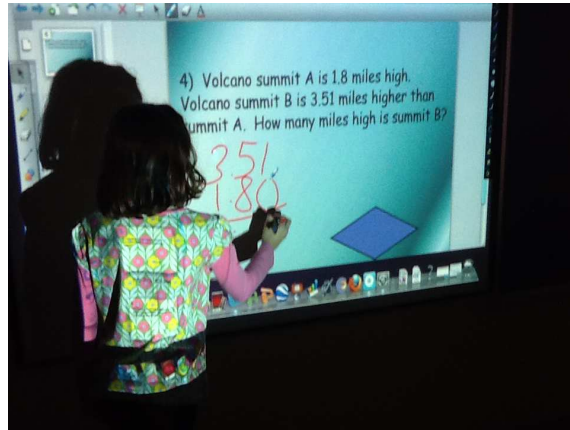 4) Volcano summit A is 1.8 miles high.
Volcano summit B is 3.51 miles higher than
summit A. How many miles high is summit B?
3.51
1.80